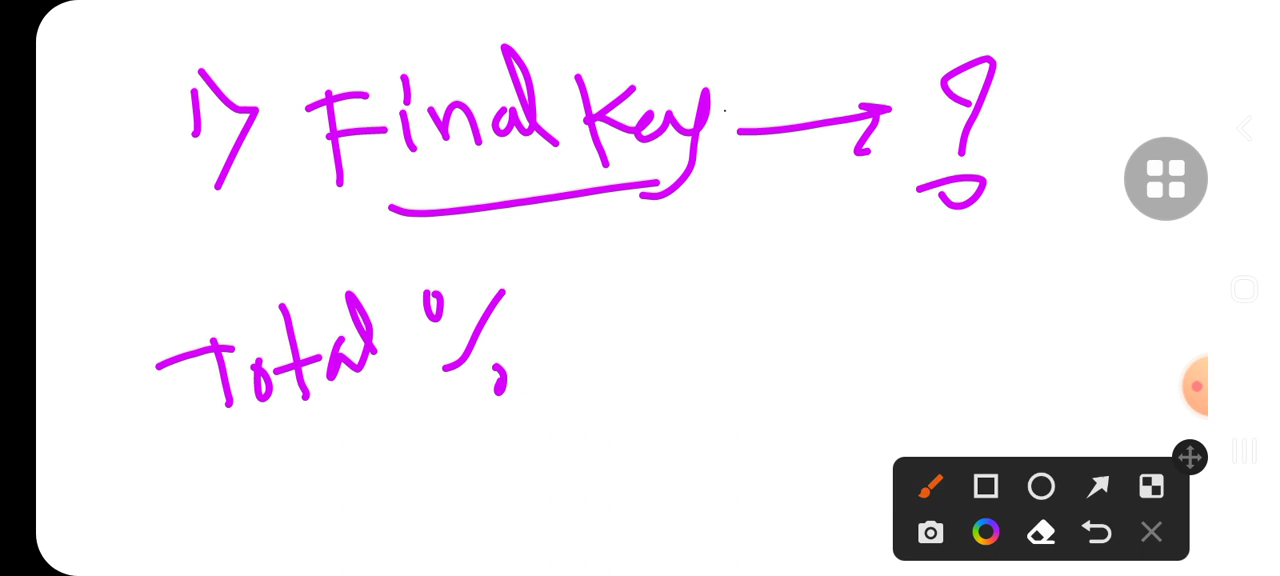 1) Final Key → ?
Total %